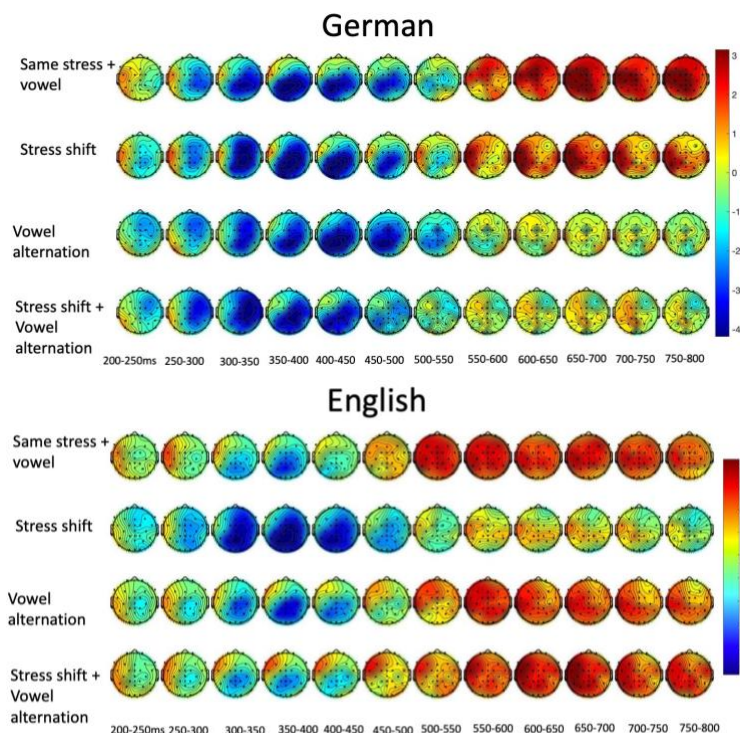 German
Same stress +
vowel
Stress shift
Vowel
alternation
Stress shift +
Vowel
alternation
200-250ms 250-300 300-350 350-400 400-450 450-500 500-550 550-600 600-650 650-700 700-750 750-800
3
2
1
0
-1
-2
-3
-4
English
Same stress +
vowel
Stress shift
Vowel
alternation
Stress shift +
Vowel
alternation
200-250ms 250-300 300-350 350-400 400-450 450-500 500-550 550-600 600-650 650-700 700-750 750-800